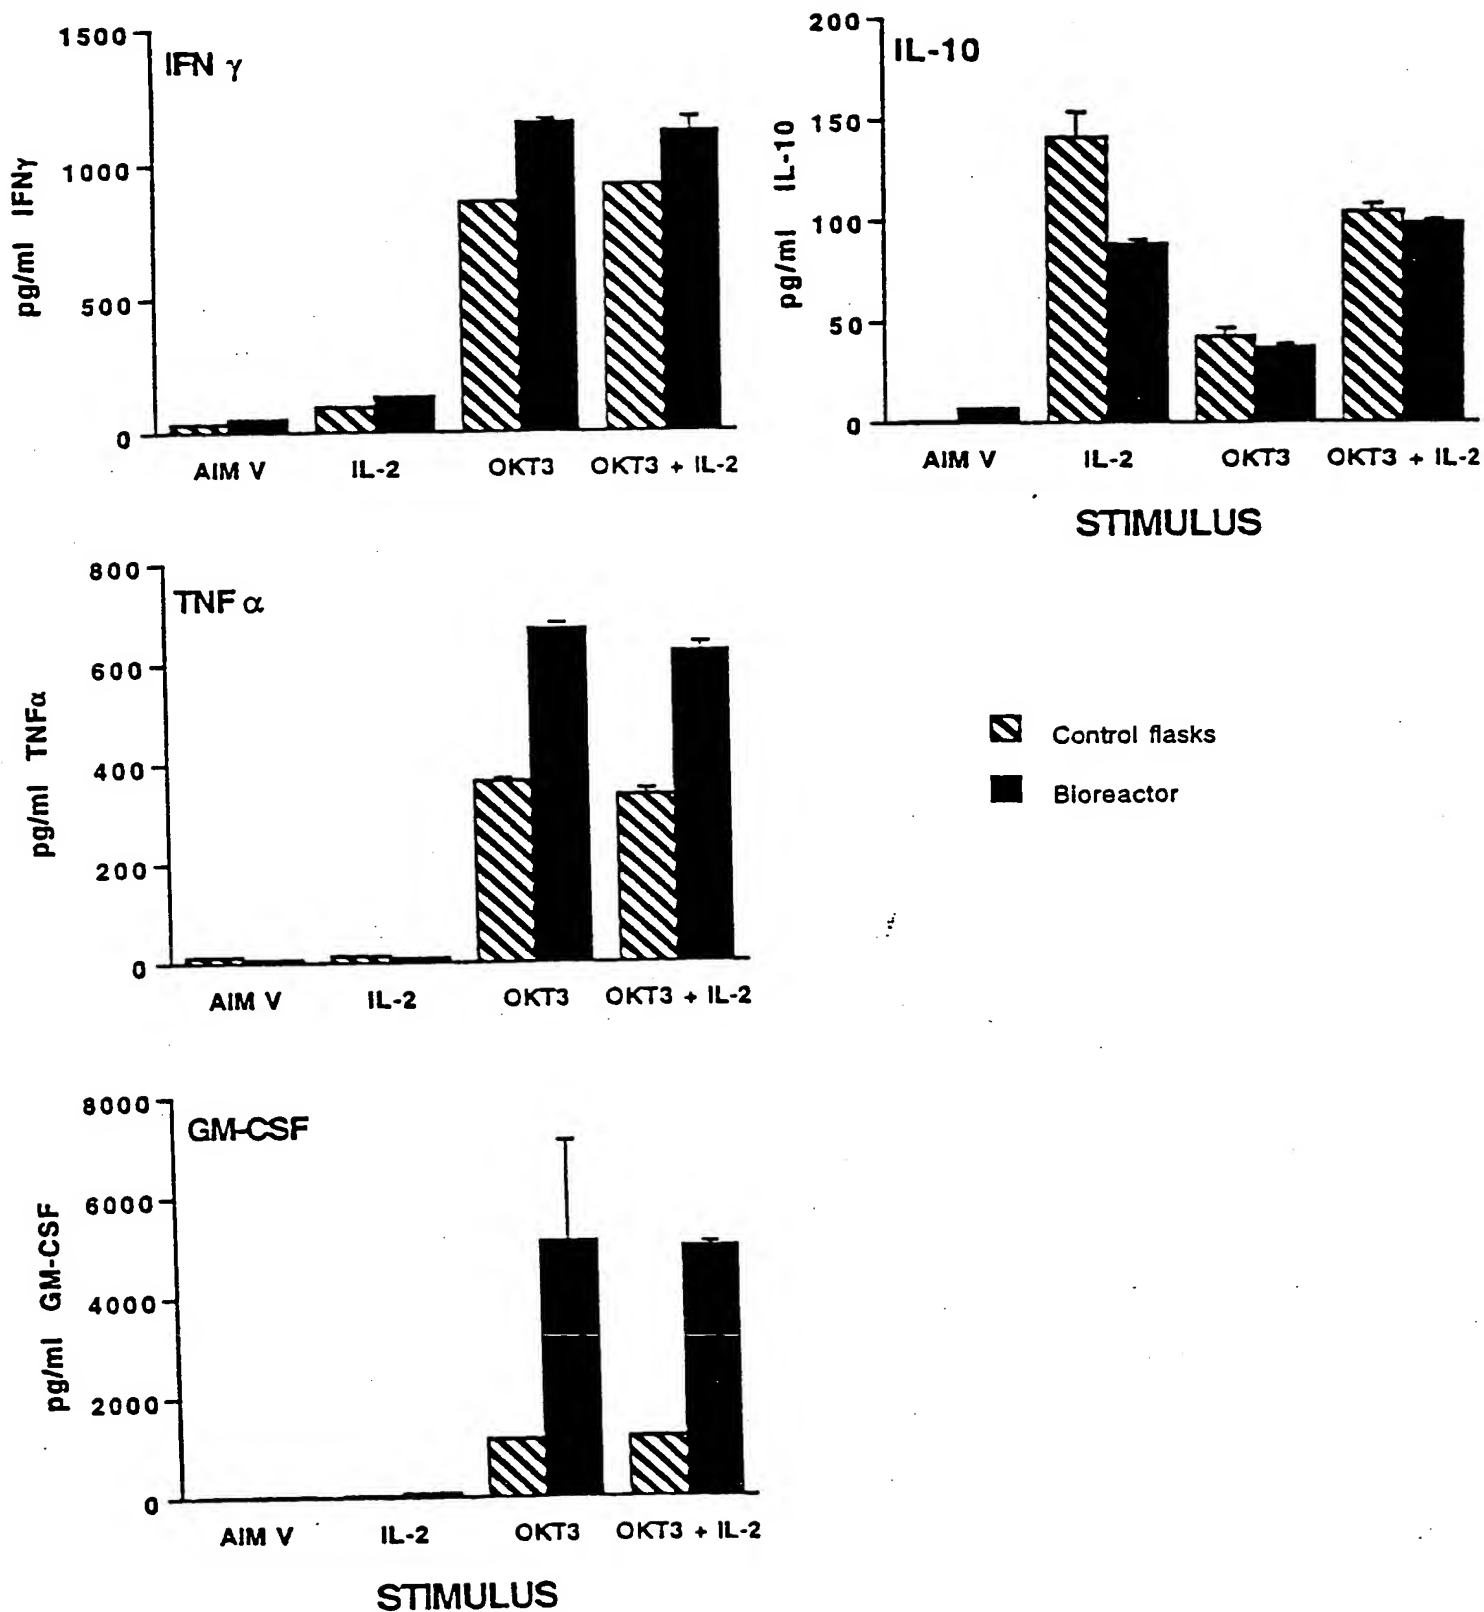 IFN γ
pg/ml IFNγ
1500
1000
500
0
AIM V IL-2 OKT3 OKT3 + IL-2
IL-10
pg/ml IL-10
200
150
100
50
0
AIM V IL-2 OKT3 OKT3 + IL-2
STIMULUS
TNF α
pg/ml TNFα
800
600
400
200
0
AIM V IL-2 OKT3 OKT3 + IL-2
Control flasks
Bioreactor
GM-CSF
pg/ml GM-CSF
8000
6000
4000
2000
0
AIM V IL-2 OKT3 OKT3 + IL-2
STIMULUS